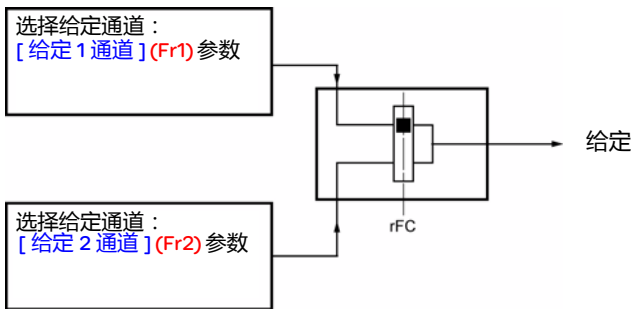 选择给定通道：
[ 给定 1 通道 ] (Fr1) 参数
给定
rFC
选择给定通道：
[ 给定 2 通道 ] (Fr2) 参数